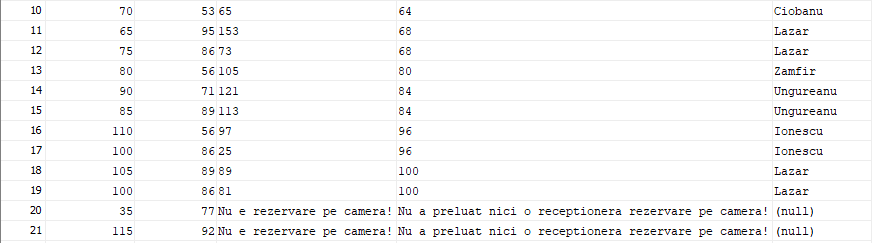 10 70 53 65 64 Ciobanu
11 65 95 153 68 Lazar
12 75 86 73 68 Lazar
13 80 56 105 80 Zamfir
14 90 71 121 84 Ungureanu
15 85 89 113 84 Ungureanu
16 110 56 97 96 Ionescu
17 100 86 25 96 Ionescu
18 105 89 89 100 Lazar
19 100 86 81 100 Lazar
20 35 77 Nu e rezervare pe camera! Nu a preluat nici o receptionera rezervare pe camera! (null)
21 115 92 Nu e rezervare pe camera! Nu a preluat nici o receptionera rezervare pe camera! (null)